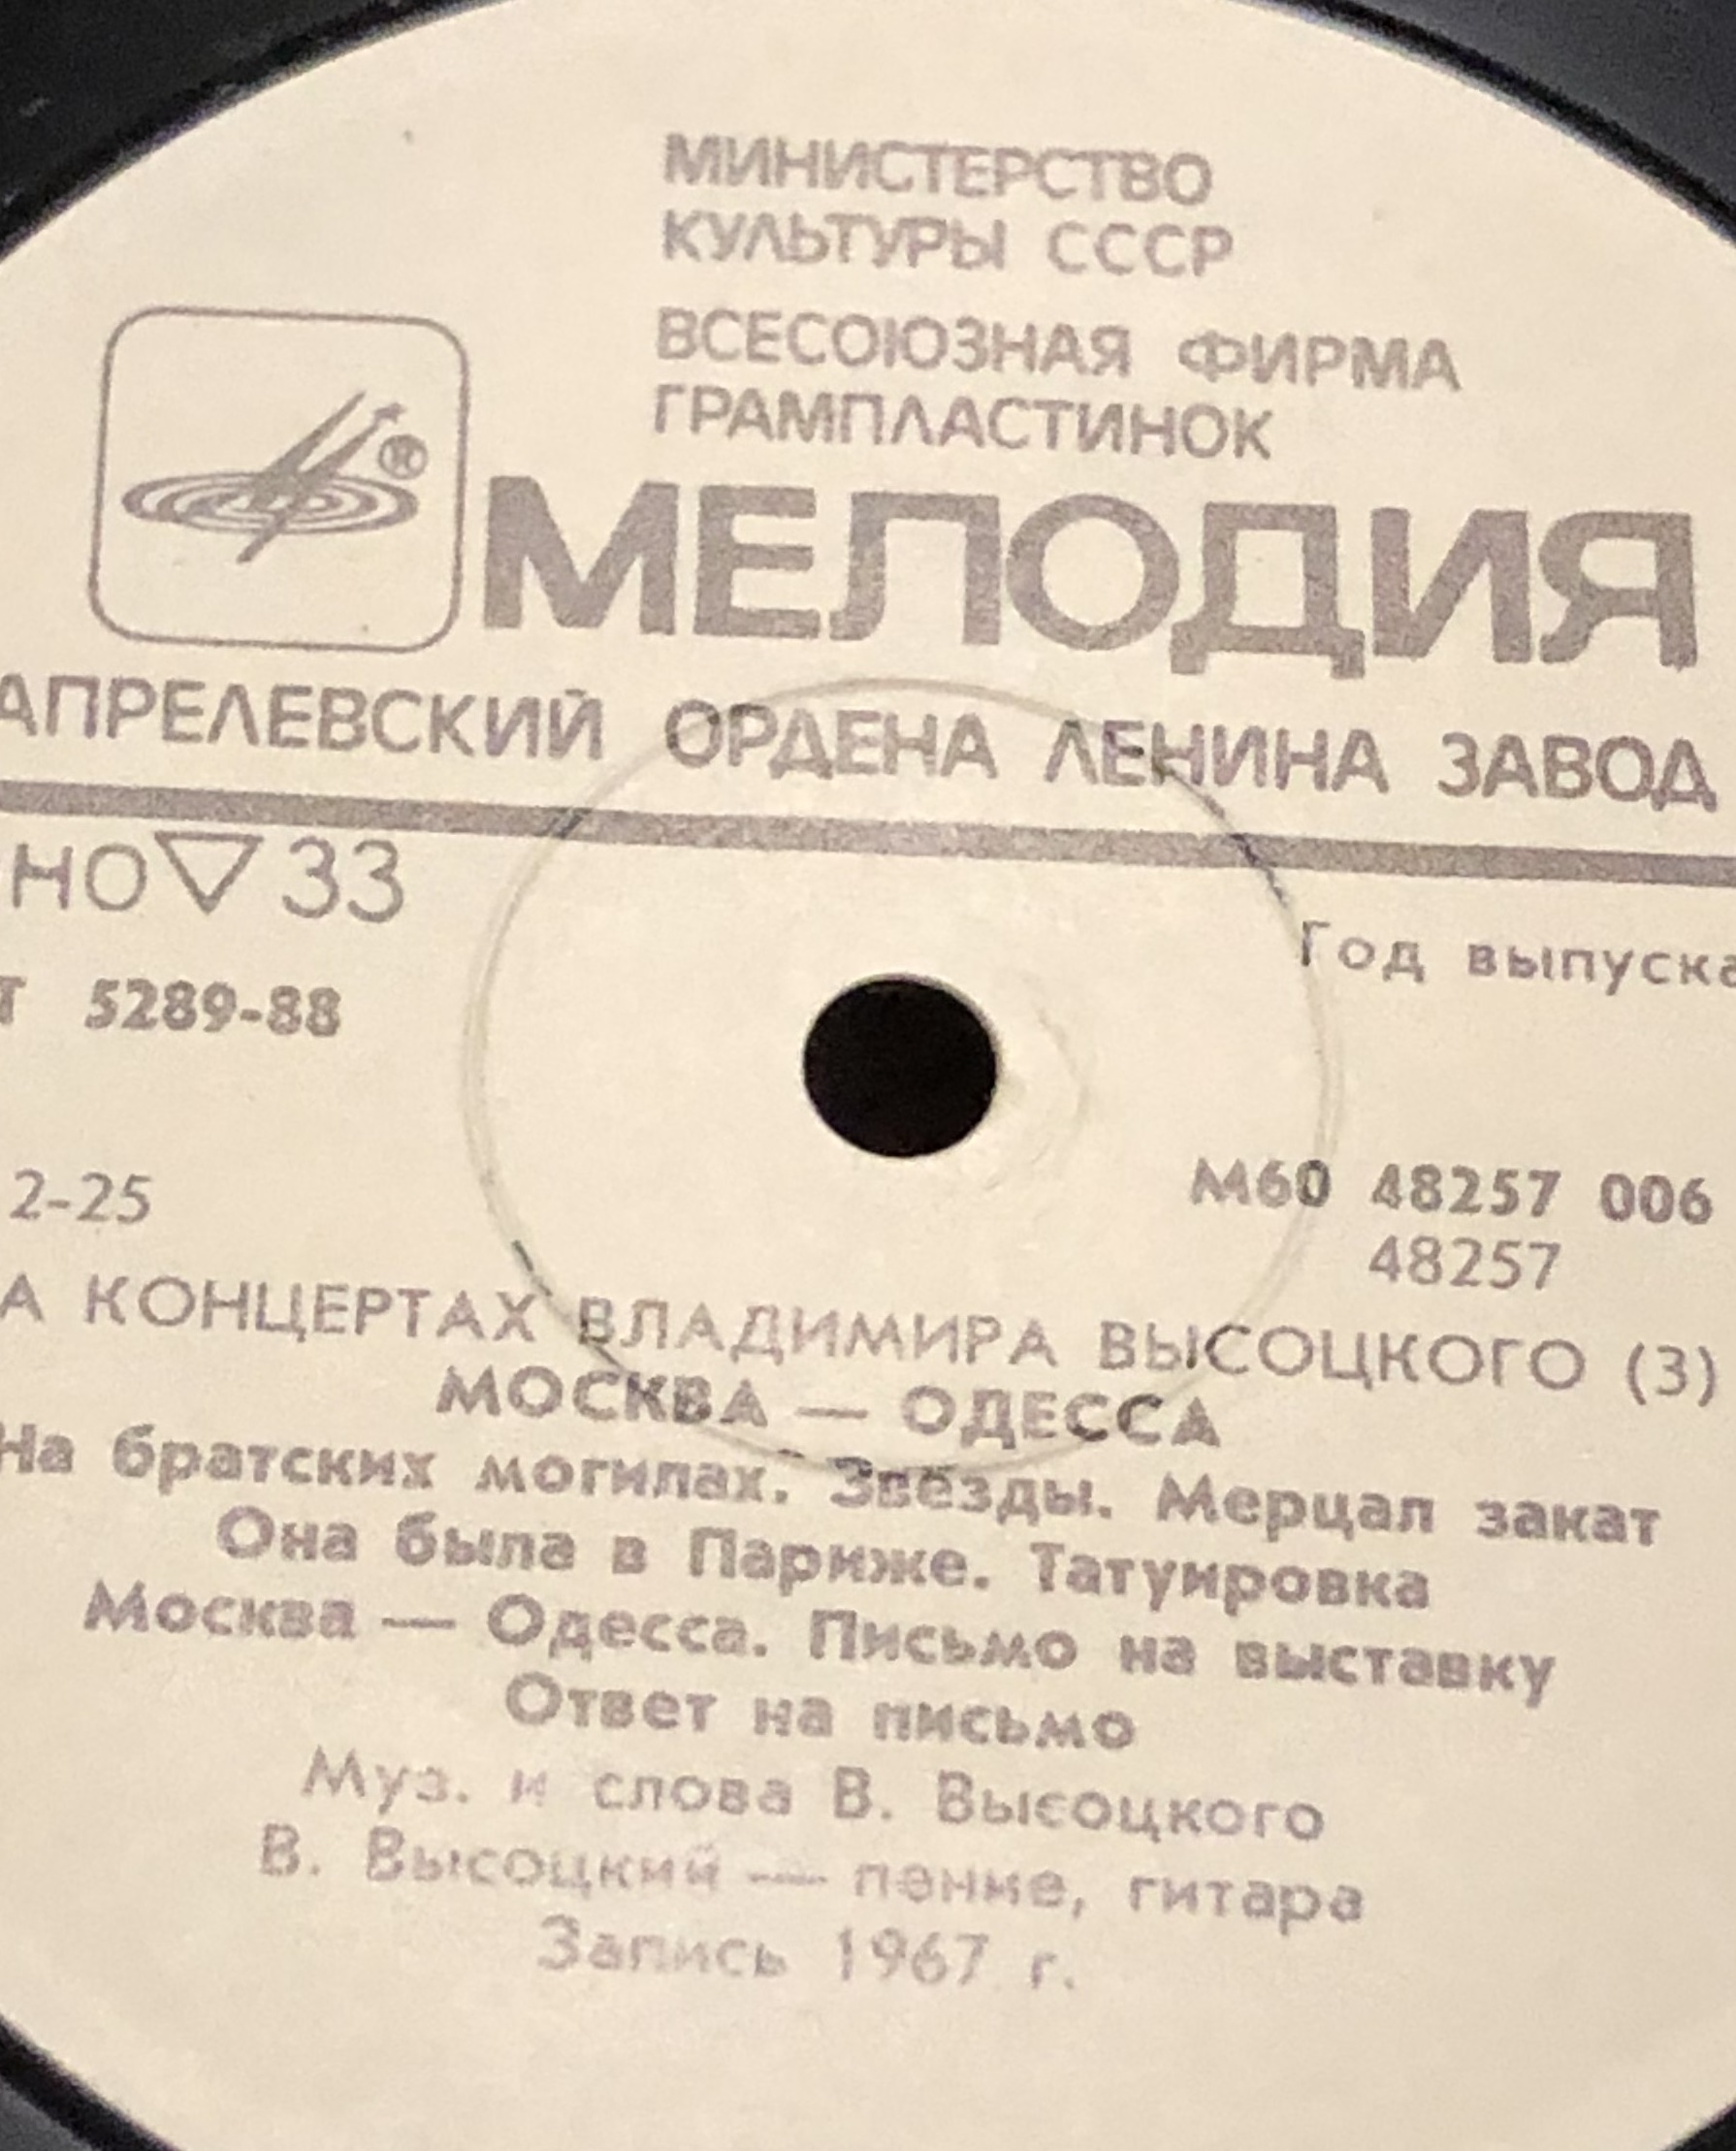 МИНИСТЕРСТВО
КУЛЬТУРЫ СССР
ВСЕСОЮЗНАЯ ФИРМА
ГРАМПЛАСТИНОК
®
МЕЛОДИЯ
АПРЕЛЕВСКИЙ ОРДЕНА ЛЕНИНА ЗАВОД
НО ▽ 33
Год выпуска
Т 5289-88
2-25
М60 48257 006
48257
А КОНЦЕРТАХ ВЛАДИМИРА ВЫСОЦКОГО (3)
МОСКВА — ОДЕССА
На братских могилах. Звёзды. Мерцал закат
Она была в Париже. Татуировка
Москва — Одесса. Письмо на выставку
Ответ на письмо
Муз. и слова В. Высоцкого
В. Высоцкий — пение, гитара
Запись 1967 г.